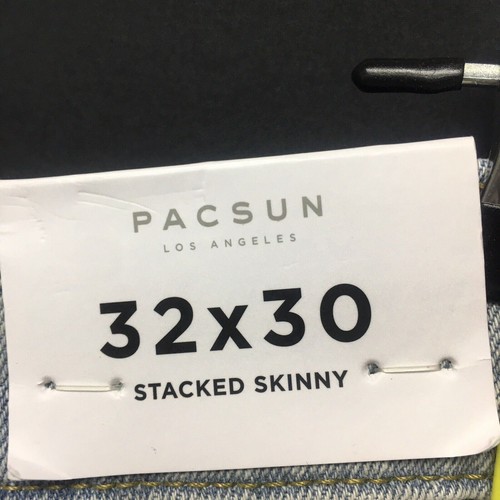 PACSUN
LOS ANGELES
32x30
STACKED SKINNY